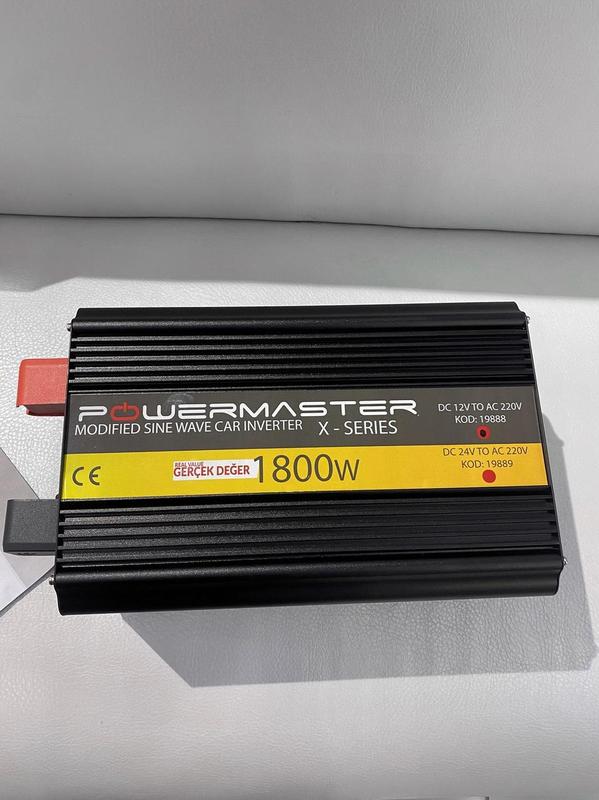 POWERMASTER
MODIFIED SINE WAVE CAR INVERTER X - SERIES
DC 12V TO AC 220V
KOD: 19888
DC 24V TO AC 220V
KOD: 19889
CE
REAL VALUE
GERÇEK DEĞER
1800W